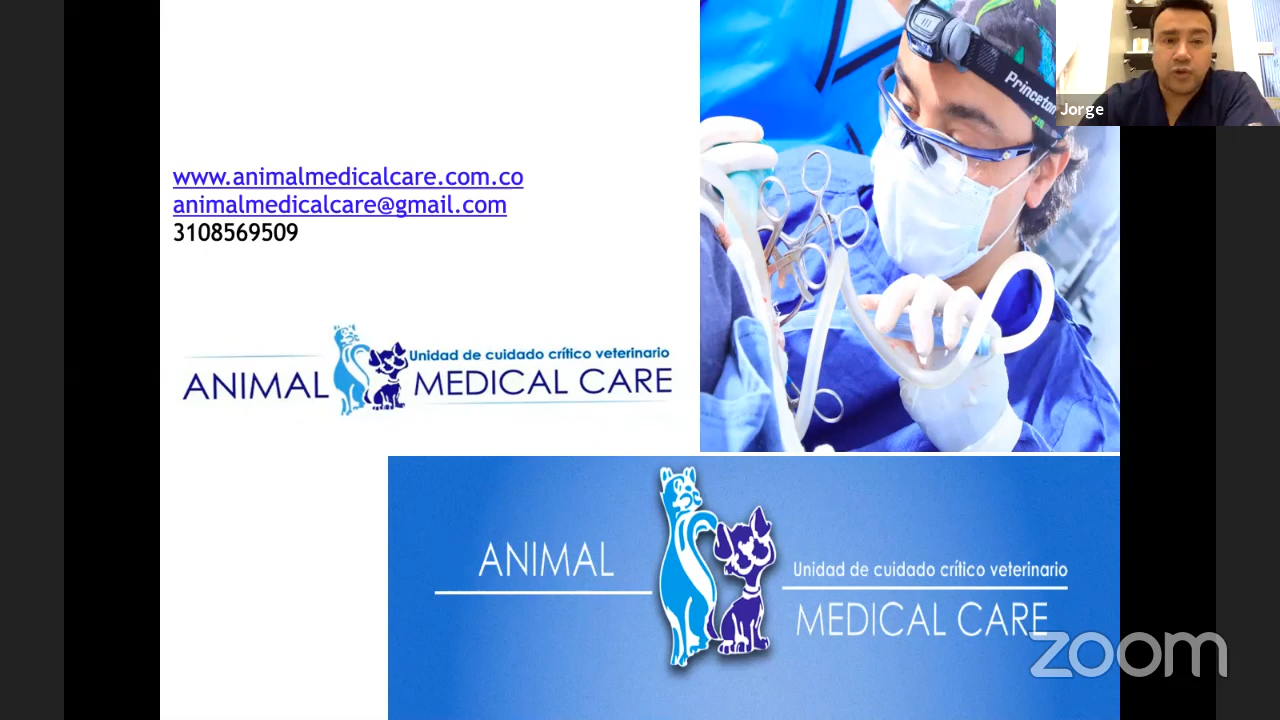 www.animalmedicalcare.com.co
animalmedicalcare@gmail.com
3108569509
Unidad de cuidado crítico veterinario
ANIMAL MEDICAL CARE
Princeton
Jorge
ANIMAL
Unidad de cuidado crítico veterinario
MEDICAL CARE
zoom